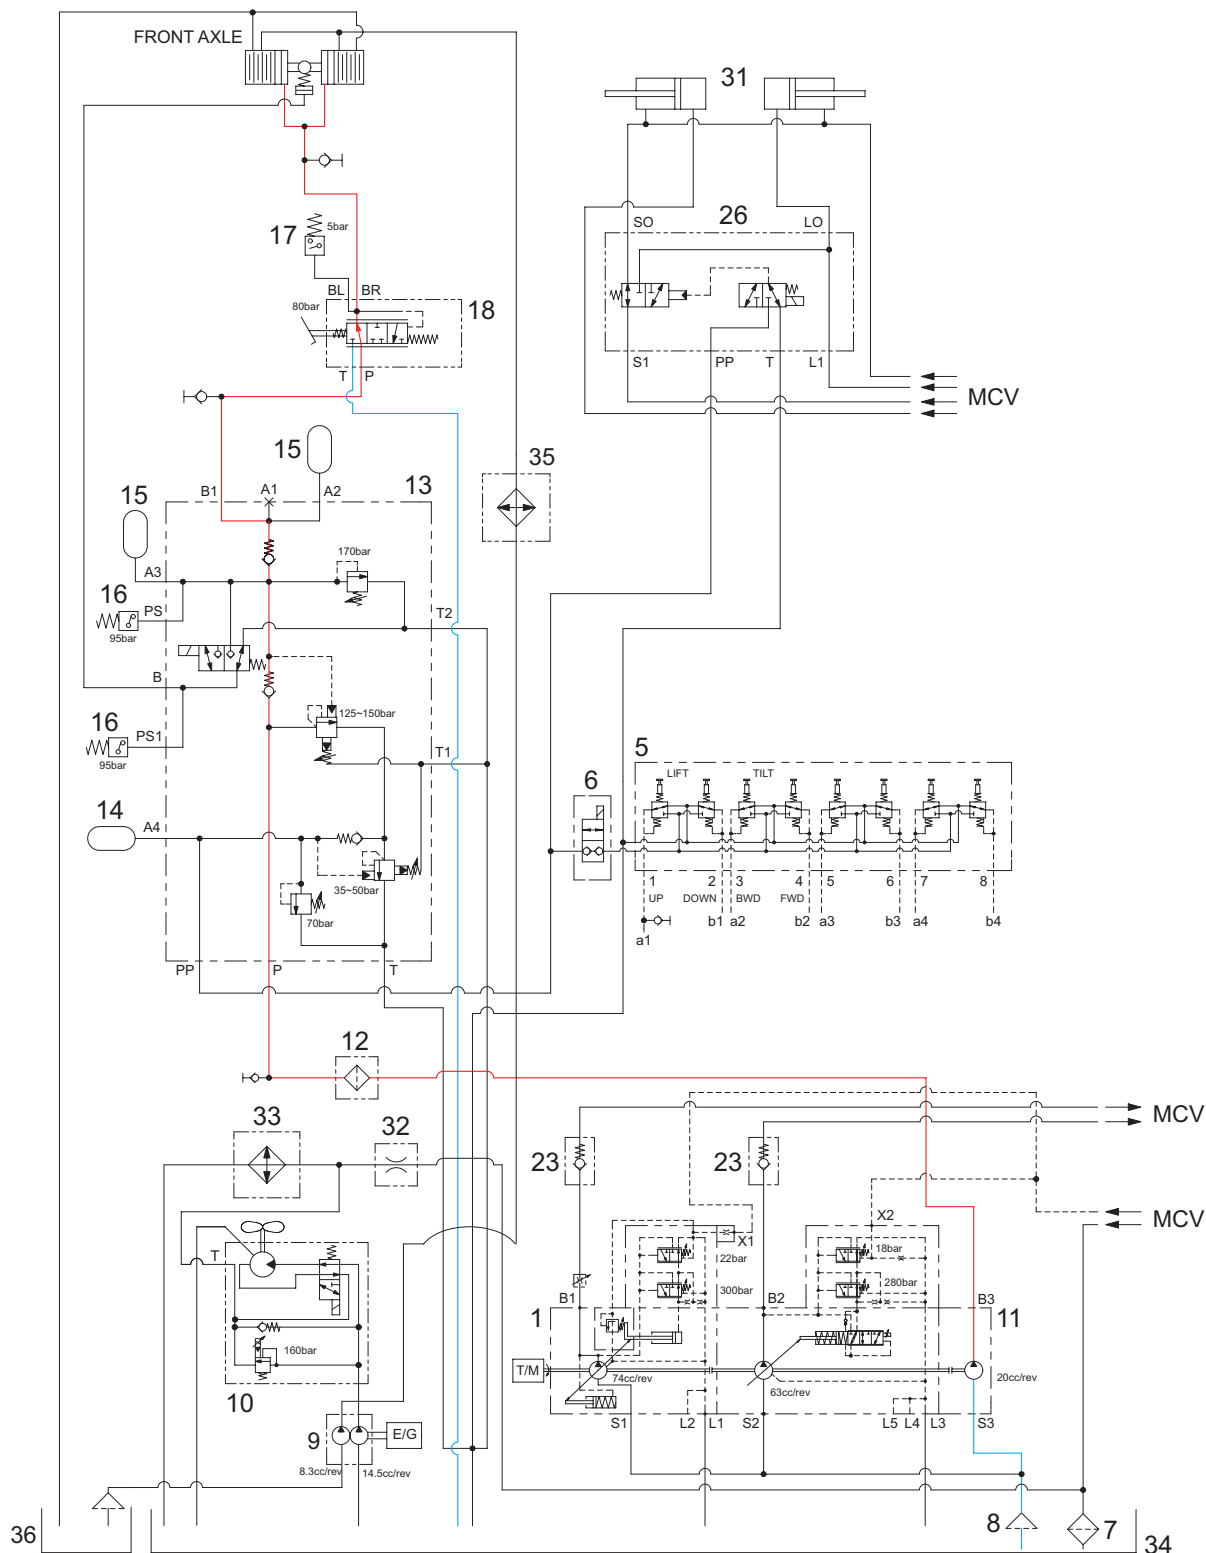 FRONT AXLE
31
26
SO
LO
17
5bar
BL
BR
18
80bar
T
P
S1
PP
T
L1
MCV
15
35
15
B1
A1
A2
13
A3
170bar
16
PS
95bar
T2
B
16
PS1
95bar
125~150bar
T1
5
LIFT
TILT
6
14
A4
35~50bar
70bar
1
2
3
4
5
6
7
8
UP
DOWN
BWD
FWD
a1
b1
a2
b2
a3
b3
a4
b4
PP
P
T
12
33
32
23
23
MCV
MCV
X1
X2
22bar
18bar
300bar
280bar
T
160bar
10
1
B1
B2
B3
11
T/M
74cc/rev
63cc/rev
20cc/rev
S1
L2
L1
S2
L5
L4
L3
S3
9
E/G
8.3cc/rev
14.5cc/rev
36
8
7
34